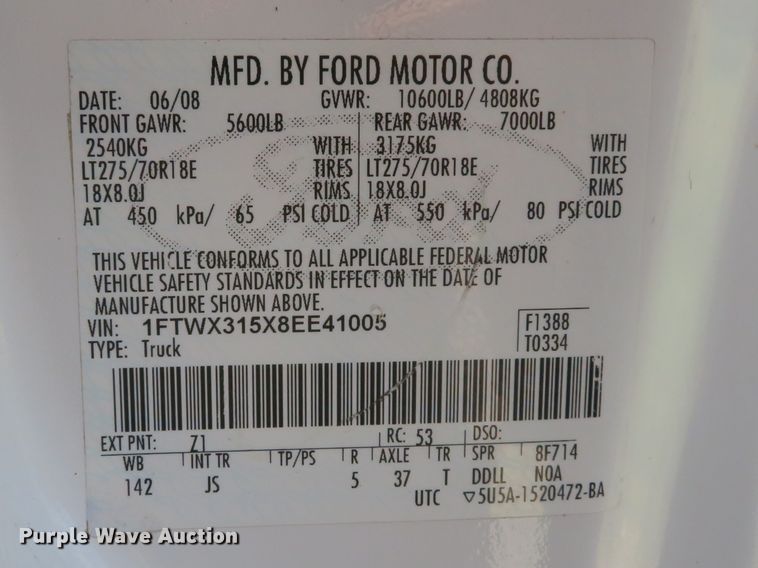 MFD. BY FORD MOTOR CO.
DATE: 06/08 GVWR: 10600LB/ 4808KG
FRONT GAWR: 5600LB REAR GAWR: 7000LB
2540KG WITH 3175KG WITH
LT275/70R18E TIRES LT275/70R18E TIRES
18X8.0J RIMS 18X8.0J RIMS
AT 450 kPa/ 65 PSI COLD AT 550 kPa/ 80 PSI COLD
THIS VEHICLE CONFORMS TO ALL APPLICABLE FEDERAL MOTOR
VEHICLE SAFETY STANDARDS IN EFFECT ON THE DATE OF
MANUFACTURE SHOWN ABOVE.
VIN: 1FTWX315X8EE41005 F1388
TYPE: Truck T0334
EXT PNT: Z1 RC: 53 DSO:
WB INT TR TP/PS R AXLE TR SPR 8F714
142 JS 5 37 T DDLL NOA
UTC ▽5U5A-1520472-BA
Ford
Purple Wave Auction